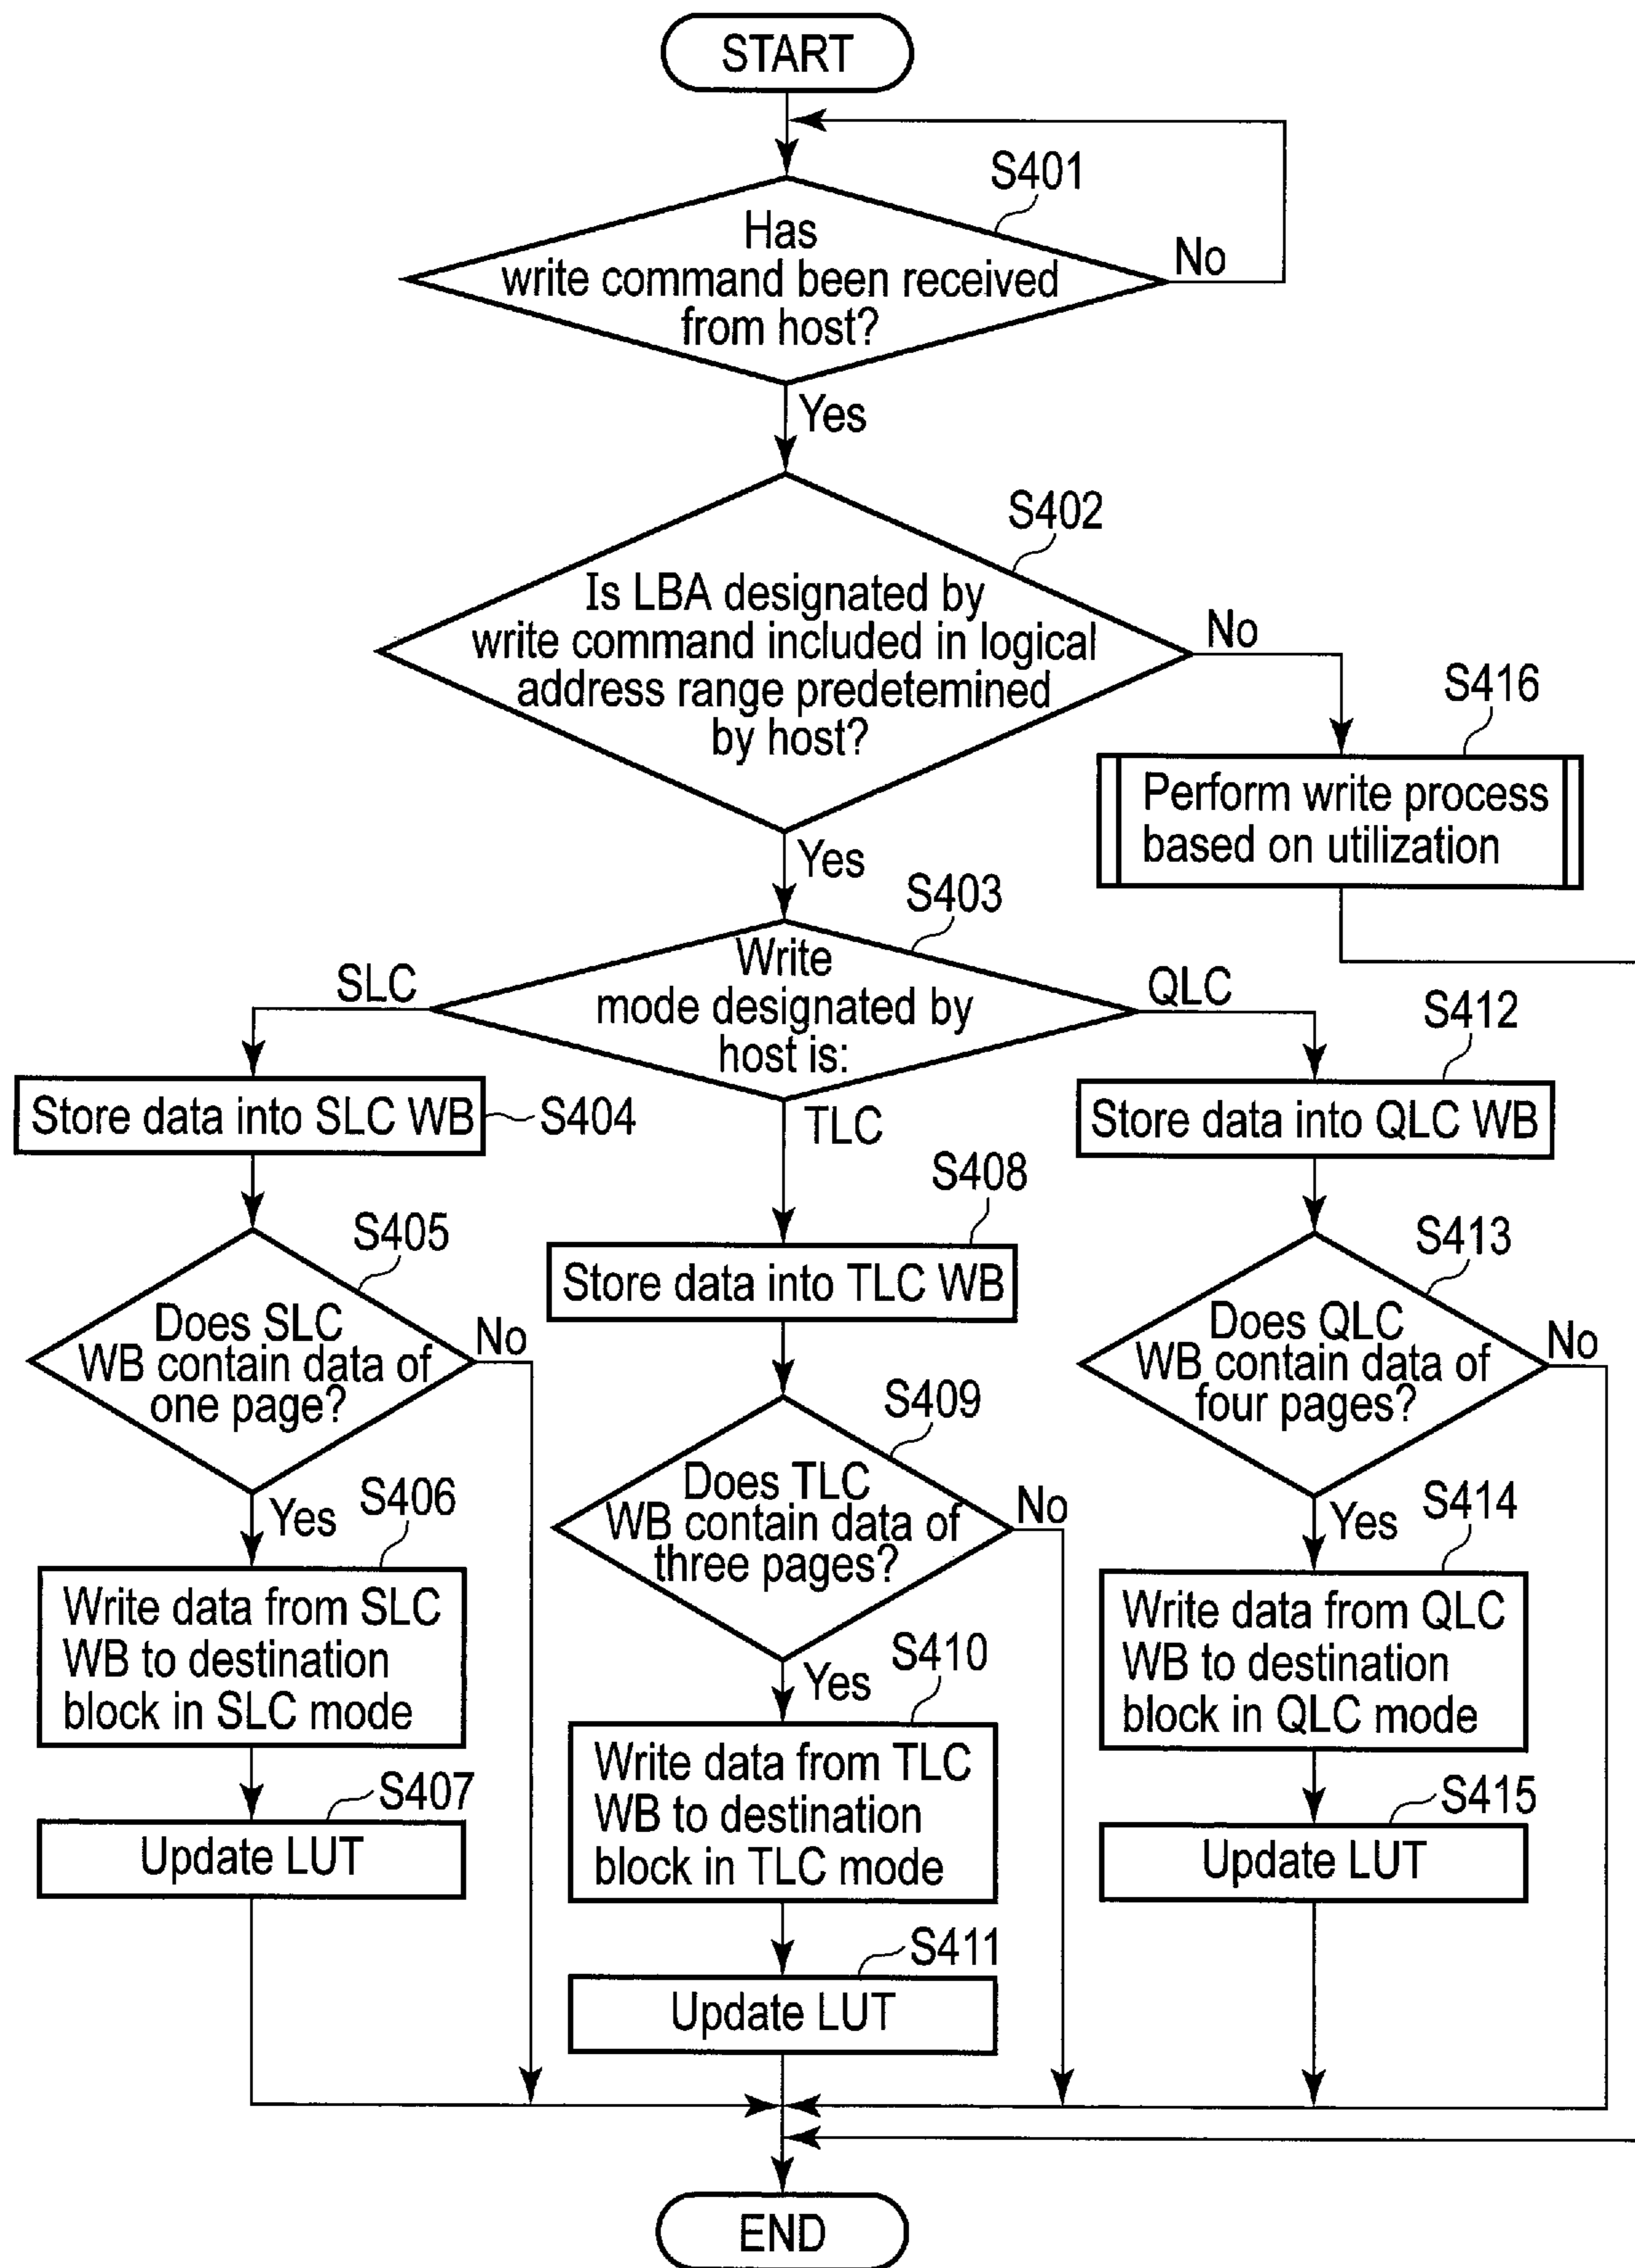 START
S401
Has
write command been received
from host?
No
Yes
S402
Is LBA designated by
write command included in logical
address range predetemined
by host?
No
S416
Perform write process
based on utilization
Yes
S403
Write
mode designated by
host is:
SLC
QLC
TLC
S404
Store data into SLC WB
S405
Does SLC
WB contain data of
one page?
No
Yes
S406
Write data from SLC
WB to destination
block in SLC mode
S407
Update LUT
S408
Store data into TLC WB
S409
Does TLC
WB contain data of
three pages?
No
Yes
S410
Write data from TLC
WB to destination
block in TLC mode
S411
Update LUT
S412
Store data into QLC WB
S413
Does QLC
WB contain data of
four pages?
No
Yes
S414
Write data from QLC
WB to destination
block in QLC mode
S415
Update LUT
END